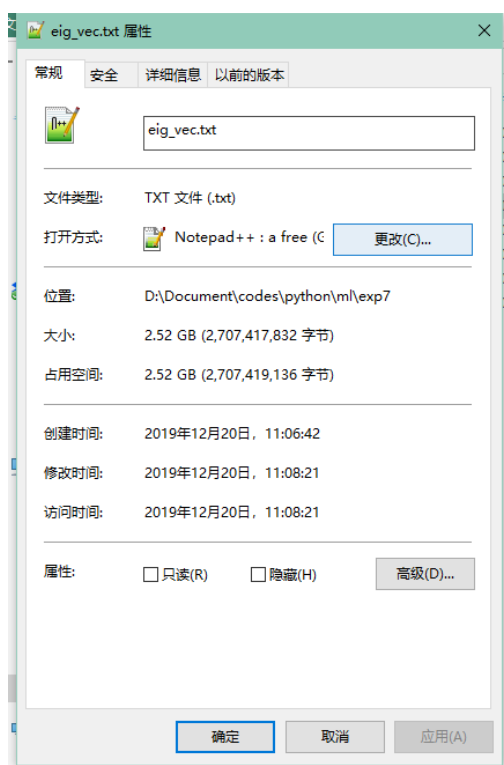 eig_vec.txt 属性
常规 安全 详细信息 以前的版本
eig_vec.txt
文件类型: TXT 文件 (.txt)
打开方式: Notepad++ : a free (G 更改(C)...
位置: D:\Document\codes\python\ml\exp7
大小: 2.52 GB (2,707,417,832 字节)
占用空间: 2.52 GB (2,707,419,136 字节)
创建时间: 2019年12月20日，11:06:42
修改时间: 2019年12月20日，11:08:21
访问时间: 2019年12月20日，11:08:21
属性: 只读(R) 隐藏(H) 高级(D)...
确定 取消 应用(A)